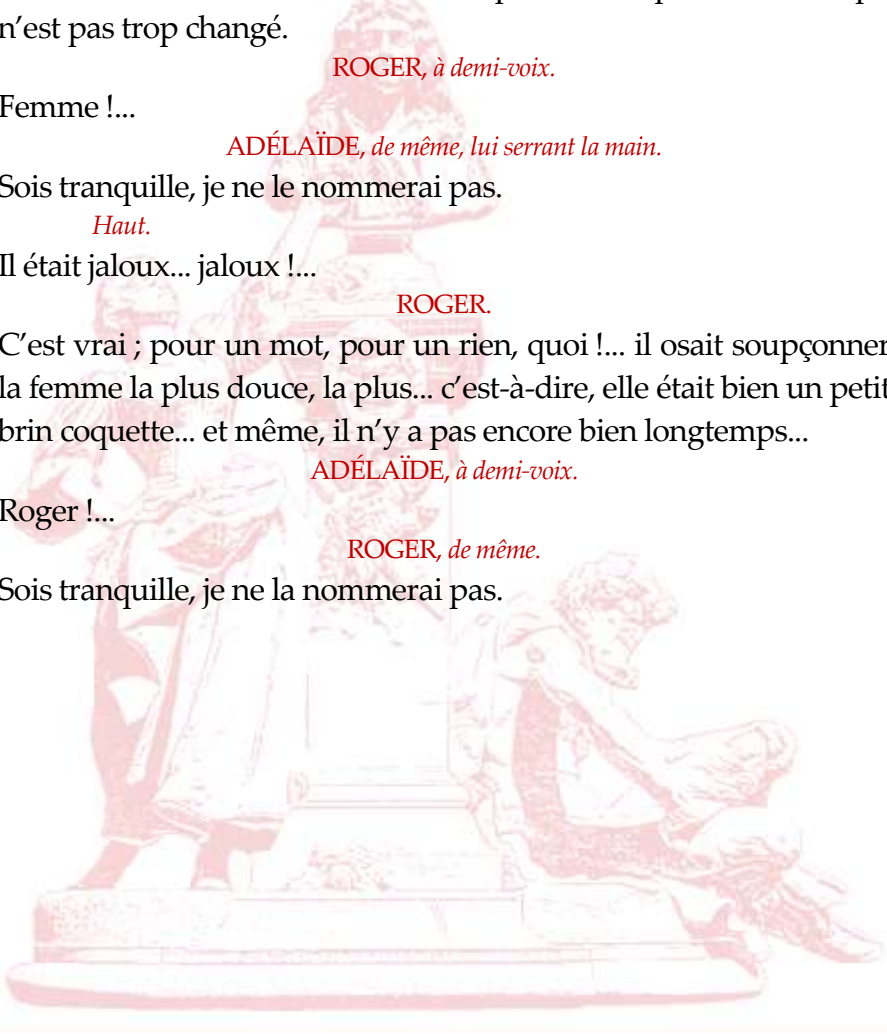 n’est pas trop changé.
ROGER, à demi-voix.
Femme !...
ADÉLAÏDE, de même, lui serrant la main.
Sois tranquille, je ne le nommerai pas.
Haut.
Il était jaloux... jaloux !...
ROGER.
C’est vrai ; pour un mot, pour un rien, quoi !... il osait soupçonner
la femme la plus douce, la plus... c’est-à-dire, elle était bien un petit
brin coquette... et même, il n’y a pas encore bien longtemps...
ADÉLAÏDE, à demi-voix.
Roger !...
ROGER, de même.
Sois tranquille, je ne la nommerai pas.